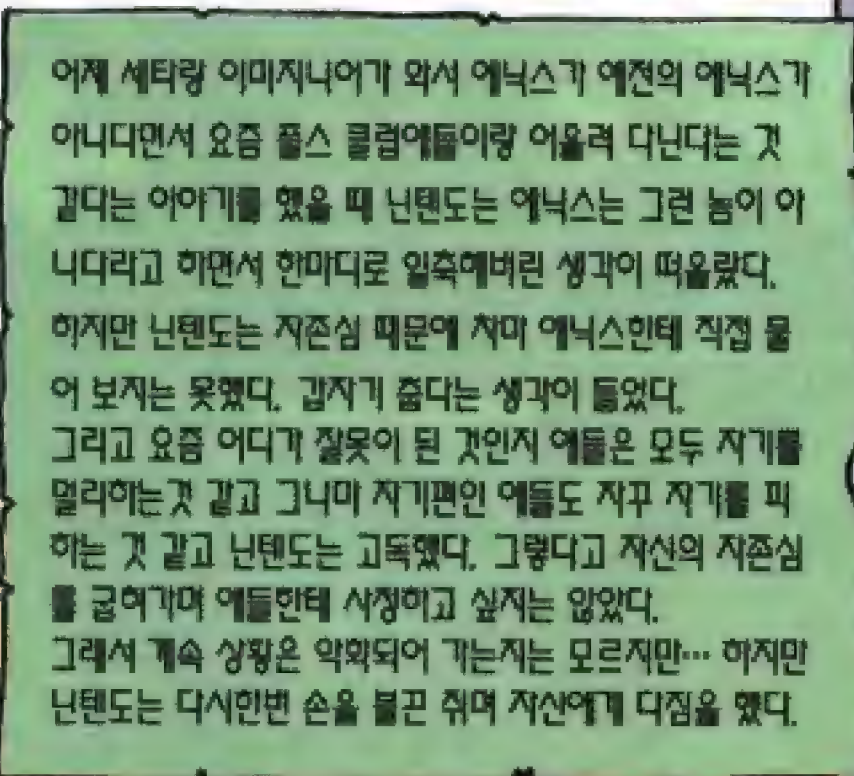 어제 세타랑 이미지니어가 와서 에닉스가 예전의 에닉스가
아니다면서 요즘 플스 클럽애들이랑 어울려 다닌다는 것
같다는 이야기를 했을 때 닌텐도는 에닉스는 그런 놈이 아
니다라고 하면서 한마디로 일축해버린 생각이 떠올랐다.
하지만 닌텐도는 자존심 때문에 차마 에닉스한테 직접 물
어 보지는 못했다. 갑자기 춥다는 생각이 들었다.
그리고 요즘 어디가 잘못이 된 것인지 애들은 모두 자기를
멀리하는것 같고 그나마 자기편인 애들도 자꾸 자기를 피
하는 것 같고 닌텐도는 고독했다. 그렇다고 자신의 자존심
을 굽혀가며 애들한테 사정하고 싶지는 않았다.
그래서 계속 상황은 악화되어 가는지는 모르지만… 하지만
닌텐도는 다시한번 손을 불끈 쥐며 자신에게 다짐을 했다.